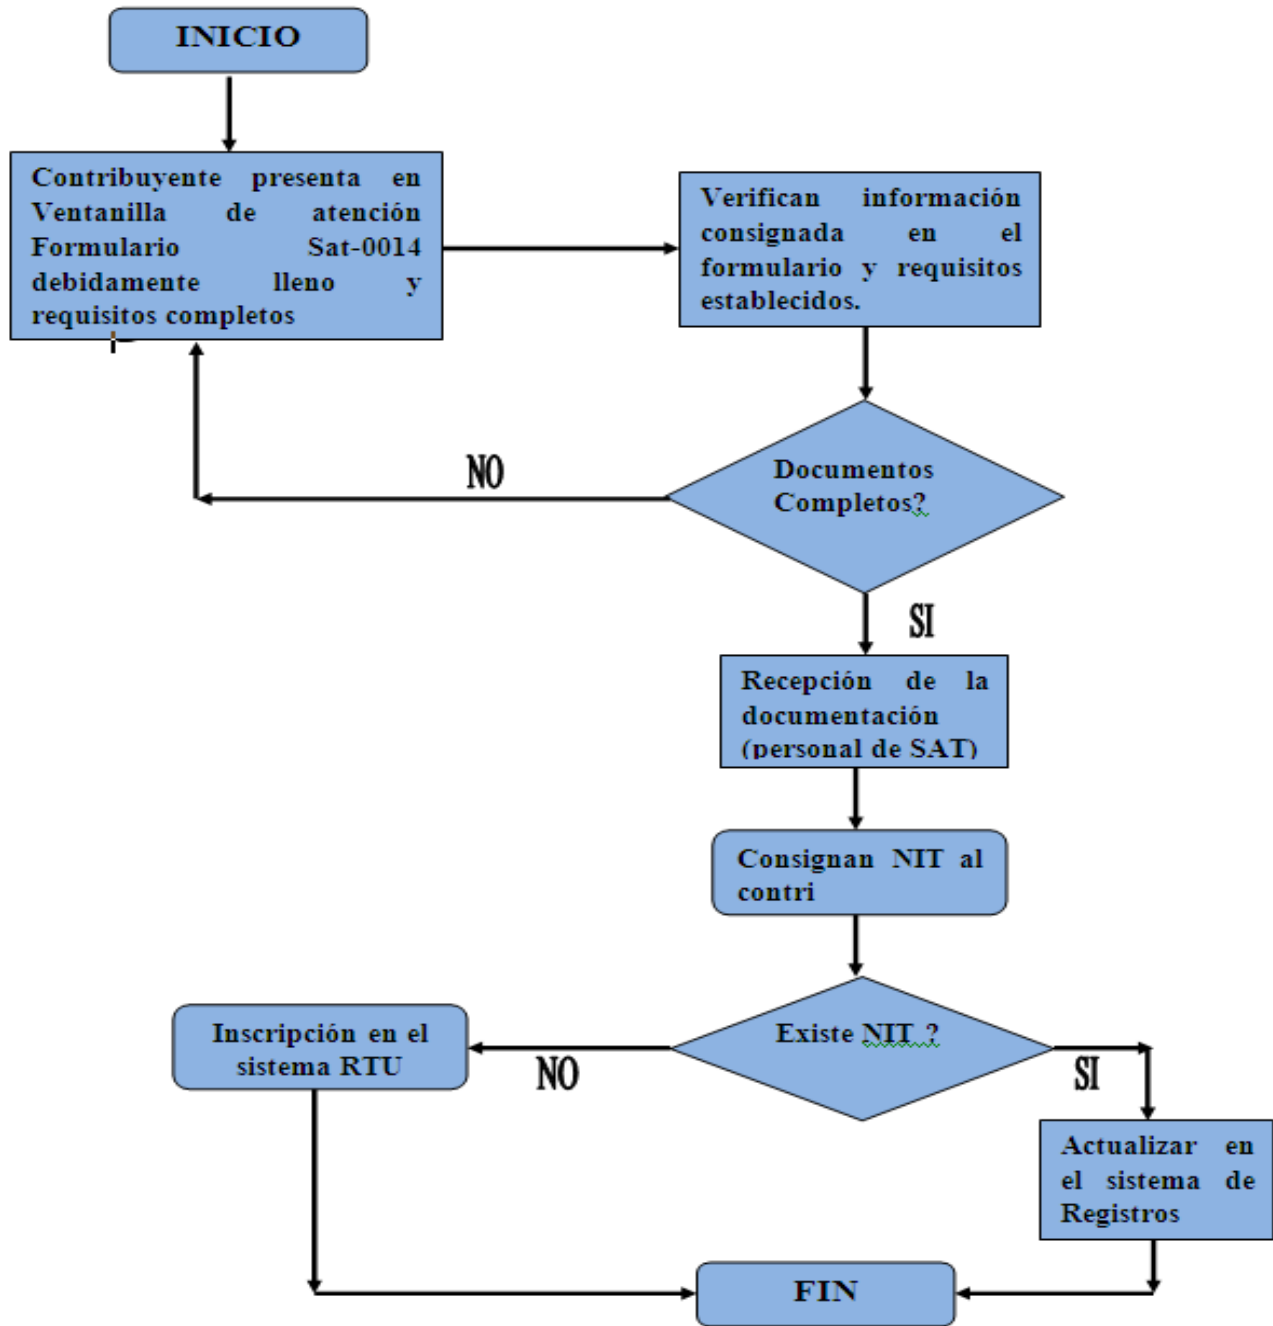 INICIO
Contribuyente presenta en
Ventanilla de atención
Formulario Sat-0014
debidamente lleno y
requisitos completos
Verifican información
consignada en el
formulario y requisitos
establecidos.
Documentos
Completos?
NO
SI
Recepción de la
documentación
(personal de SAT)
Consignan NIT al
contri
Existe NIT ?
NO
SI
Inscripción en el
sistema RTU
Actualizar en
el sistema de
Registros
FIN